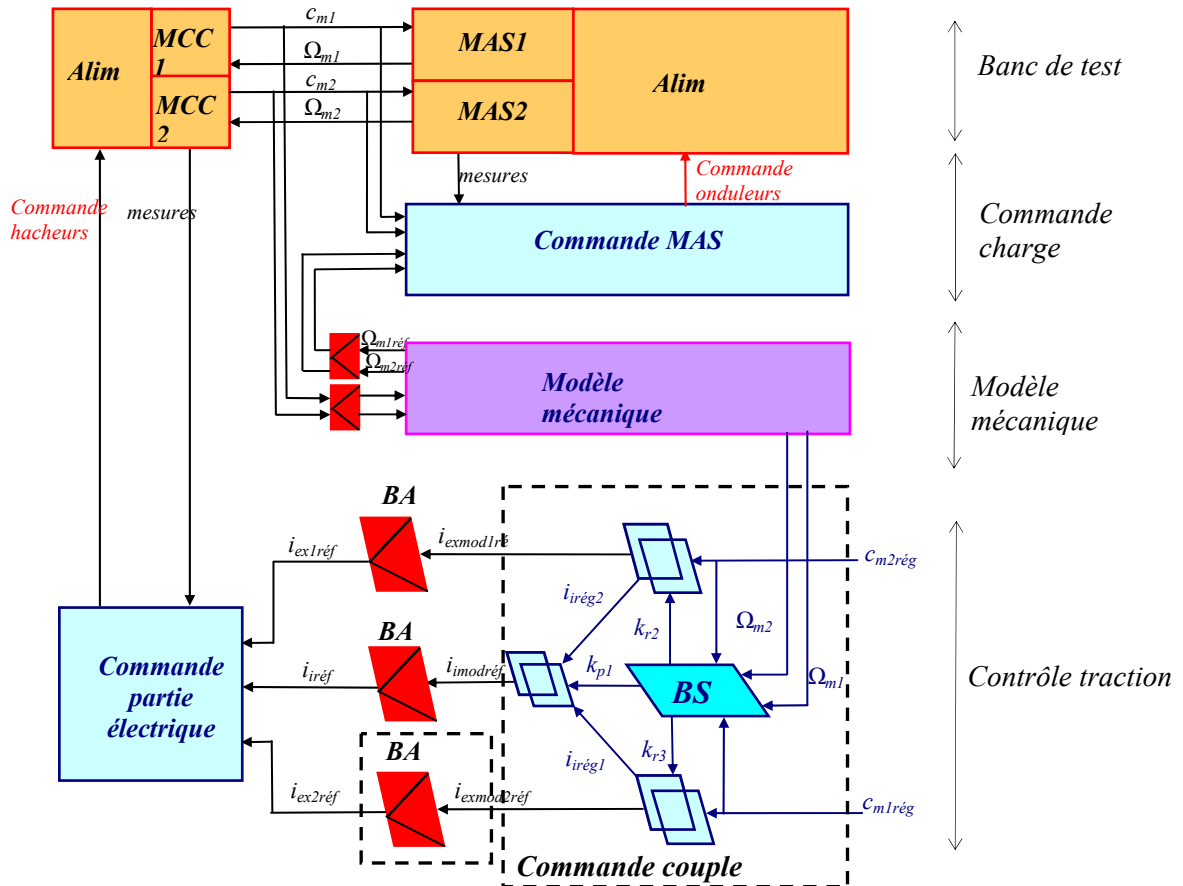 c_m1
MCC
1
Ω_m1
MAS1
Alim
c_m2
MCC
2
Ω_m2
MAS2
Alim
Banc de test
Commande
hacheurs
mesures
mesures
Commande
onduleurs
Commande MAS
Commande
charge
Ω_m1réf
Ω_m2réf
Modèle
mécanique
Modèle
mécanique
BA
i_ex1réf
i_exmod1ré
c_m2rég
i_irég2
k_r2
Ω_m2
BA
Commande
partie
électrique
i_iréf
i_imodréf
k_p1
BS
Ω_m1
Contrôle traction
BA
i_irég1
k_r3
i_ex2réf
i_exmod2réf
c_m1rég
Commande couple